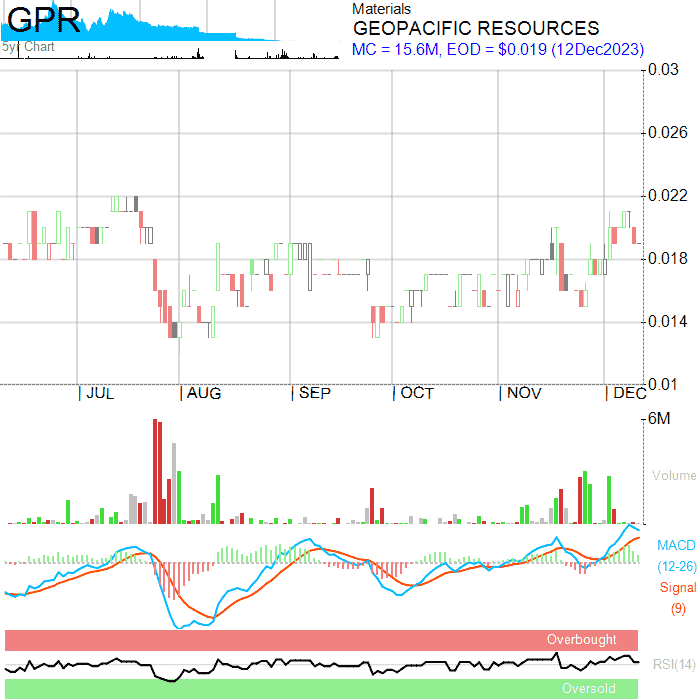 GPR
5yr Chart
Materials
GEOPACIFIC RESOURCES
MC = 15.6M, EOD = $0.019 (12Dec2023)
0.03
0.026
0.022
0.018
0.014
0.01
JUL
AUG
SEP
OCT
NOV
DEC
6M
Volume
MACD
(12-26)
Signal
(9)
Overbought
RSI(14)
Oversold